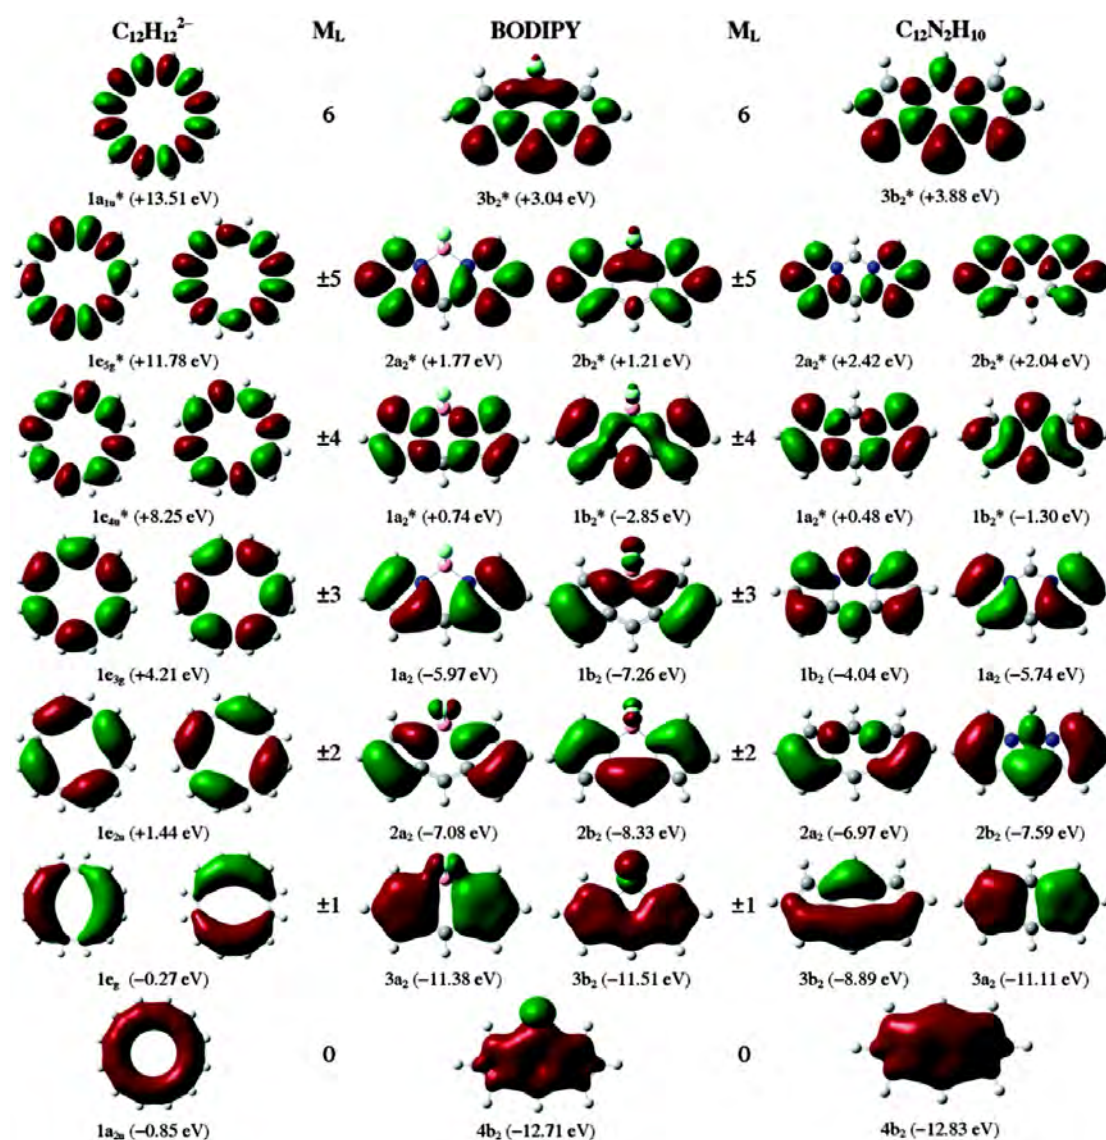 C₁₂H₁₂²⁻ M_L BODIPY M_L C₁₂N₂H₁₀
6 6
1a₁ᵤ* (+13.51 eV) 3b₂* (+3.04 eV) 3b₂* (+3.88 eV)
±5 ±5
1e₅g* (+11.78 eV) 2a₂* (+1.77 eV) 2b₂* (+1.21 eV) 2a₂* (+2.42 eV) 2b₂* (+2.04 eV)
±4 ±4
1e₄ᵤ* (+8.25 eV) 1a₂* (+0.74 eV) 1b₂* (−2.85 eV) 1a₂* (+0.48 eV) 1b₂* (−1.30 eV)
±3 ±3
1e₃g (+4.21 eV) 1a₂ (−5.97 eV) 1b₂ (−7.26 eV) 1b₂ (−4.04 eV) 1a₂ (−5.74 eV)
±2 ±2
1e₂ᵤ (+1.44 eV) 2a₂ (−7.08 eV) 2b₂ (−8.33 eV) 2a₂ (−6.97 eV) 2b₂ (−7.59 eV)
±1 ±1
1e_g (−0.27 eV) 3a₂ (−11.38 eV) 3b₂ (−11.51 eV) 3b₂ (−8.89 eV) 3a₂ (−11.11 eV)
0 0
1a₂ᵤ (−0.85 eV) 4b₂ (−12.71 eV) 4b₂ (−12.83 eV)